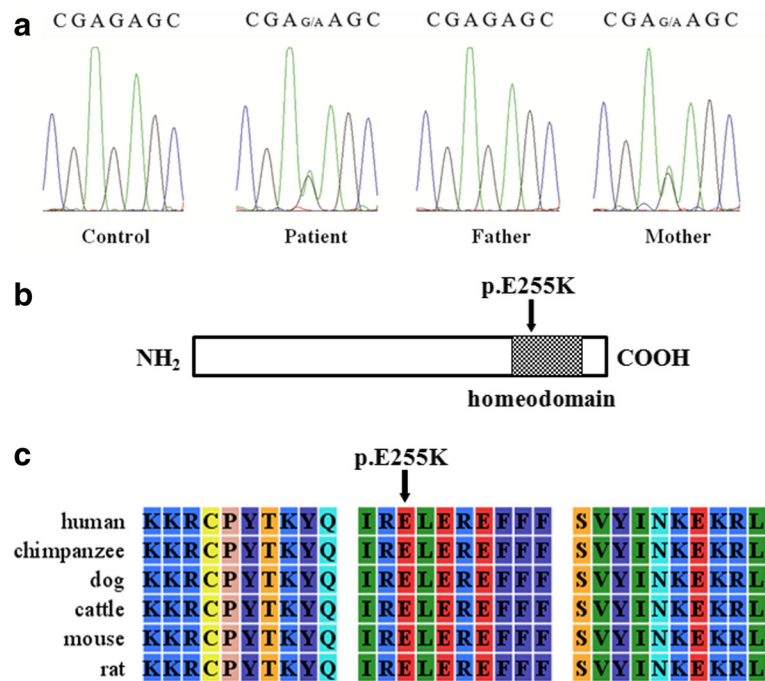 a
CGAGAGC CGAG/AAGC CGAGAGC CGAG/AAGC
Control Patient Father Mother
b
p.E255K
NH2 COOH
homeodomain
c
p.E255K
human KKRCPYTKYQ IRELEREFFF SVYINKEKRL
chimpanzee KKRCPYTKYQ IRELEREFFF SVYINKEKRL
dog KKRCPYTKYQ IRELEREFFF SVYINKEKRL
cattle KKRCPYTKYQ IRELEREFFF SVYINKEKRL
mouse KKRCPYTKYQ IRELEREFFF SVYINKEKRL
rat KKRCPYTKYQ IRELEREFFF SVYINKEKRL